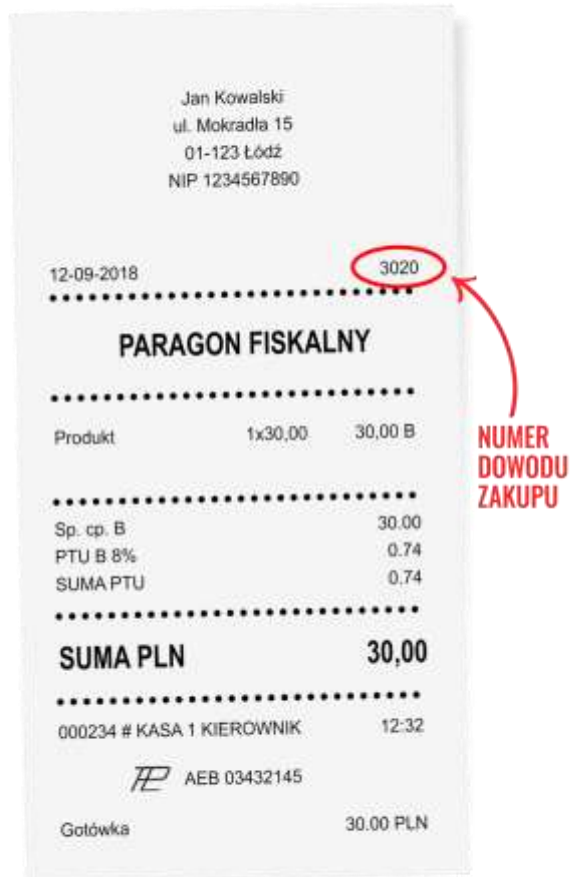 Jan Kowalski
ul. Mokradła 15
01-123 Łódź
NIP 1234567890
12-09-2018 3020
PARAGON FISKALNY
Produkt 1x30,00 30,00 B
NUMER
DOWODU
ZAKUPU
Sp. cp. B 30.00
PTU B 8% 0.74
SUMA PTU 0.74
SUMA PLN 30,00
000234 # KASA 1 KIEROWNIK 12:32
AEB 03432145
Gotówka 30.00 PLN